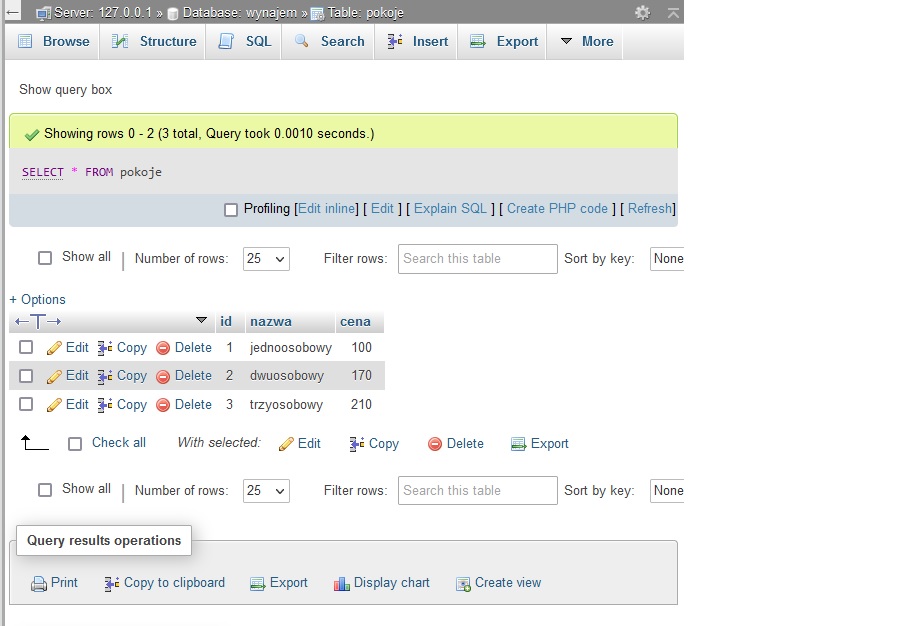 Server: 127.0.0.1 » Database: wynajem » Table: pokoje
Browse Structure SQL Search Insert Export More
Show query box
Showing rows 0 - 2 (3 total, Query took 0.0010 seconds.)
SELECT * FROM pokoje
Profiling [Edit inline] [ Edit ] [ Explain SQL ] [ Create PHP code ] [ Refresh]
Show all | Number of rows: 25 Filter rows: Search this table Sort by key: None
+ Options
←T→ id nazwa cena
Edit Copy Delete 1 jednoosobowy 100
Edit Copy Delete 2 dwuosobowy 170
Edit Copy Delete 3 trzyosobowy 210
Check all With selected: Edit Copy Delete Export
Show all | Number of rows: 25 Filter rows: Search this table Sort by key: None
Query results operations
Print Copy to clipboard Export Display chart Create view